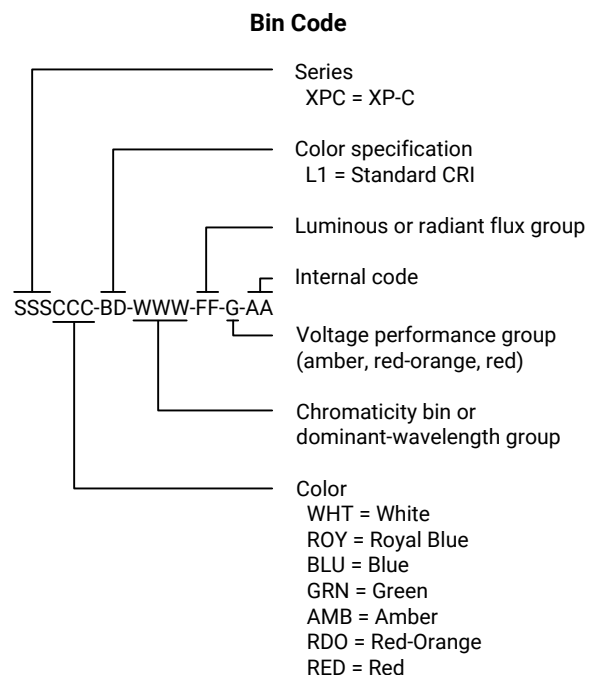 Bin Code
Series
XPC = XP-C
Color specification
L1 = Standard CRI
Luminous or radiant flux group
Internal code
SSSCCC-BD-WWW-FF-G-AA
Voltage performance group
(amber, red-orange, red)
Chromaticity bin or
dominant-wavelength group
Color
WHT = White
ROY = Royal Blue
BLU = Blue
GRN = Green
AMB = Amber
RDO = Red-Orange
RED = Red